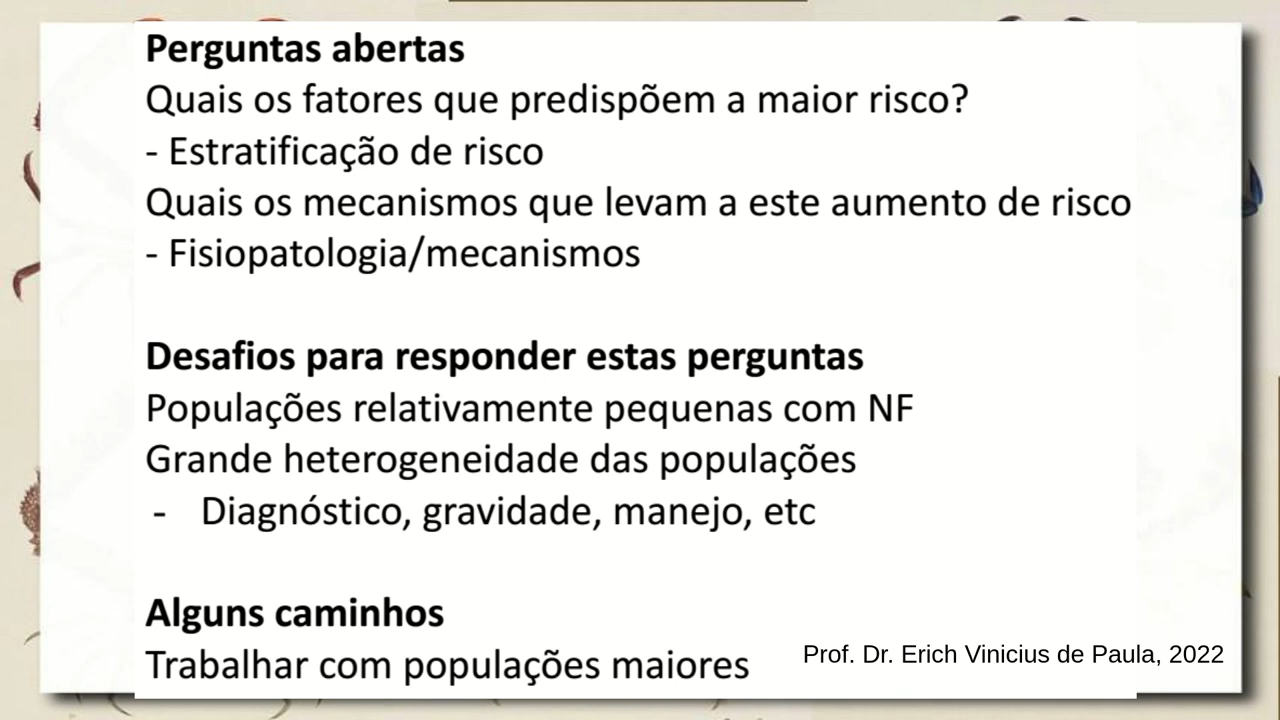 Perguntas abertas
Quais os fatores que predispõem a maior risco?
- Estratificação de risco
Quais os mecanismos que levam a este aumento de risco
- Fisiopatologia/mecanismos
Desafios para responder estas perguntas
Populações relativamente pequenas com NF
Grande heterogeneidade das populações
- Diagnóstico, gravidade, manejo, etc
Alguns caminhos
Trabalhar com populações maiores
Prof. Dr. Erich Vinicius de Paula, 2022